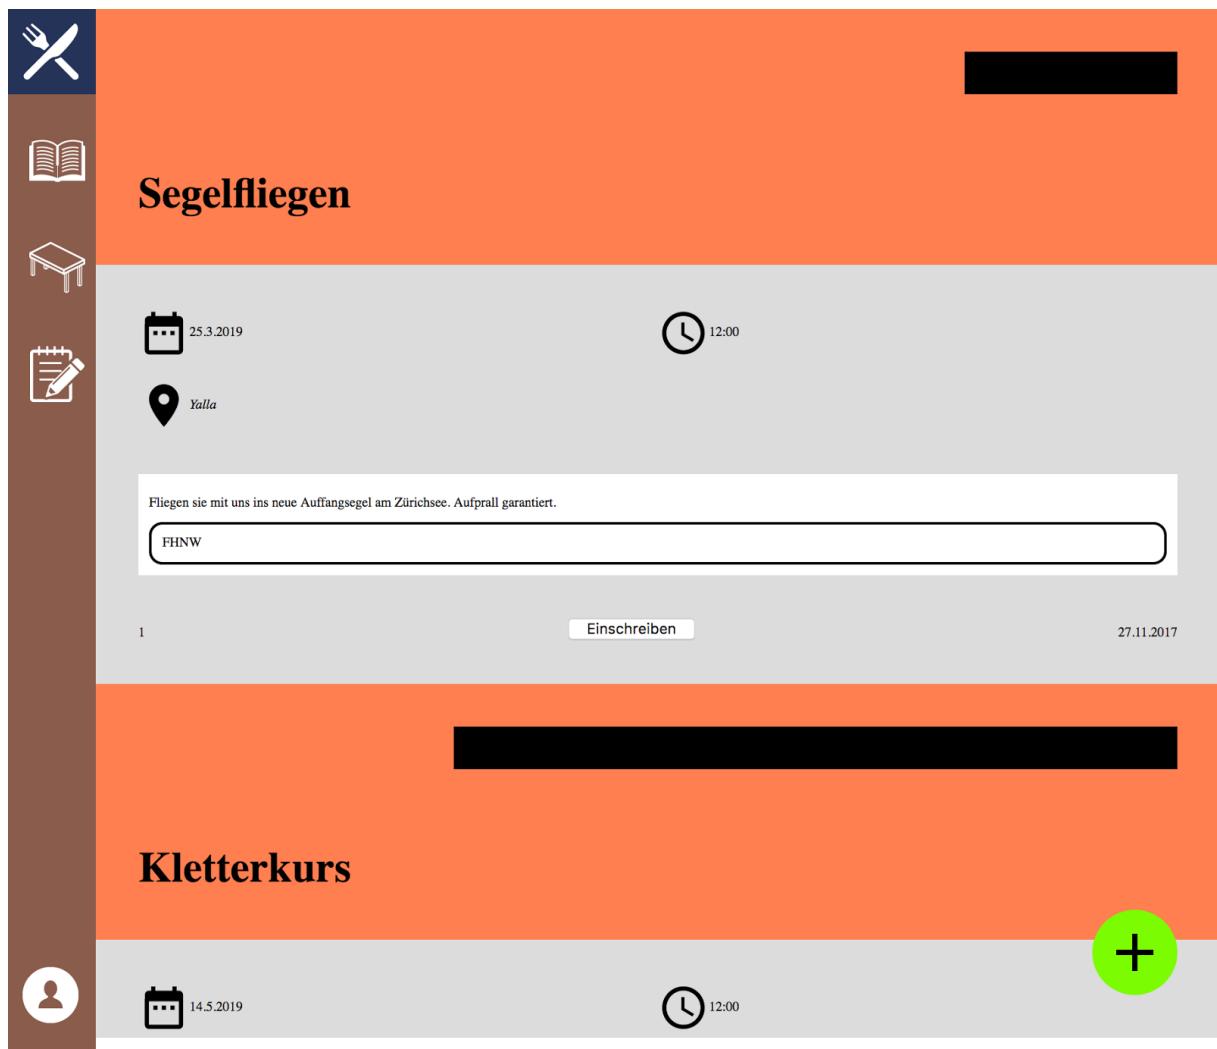 Segelfliegen
25.3.2019
12:00
Yalla
Fliegen sie mit uns ins neue Auffangsegel am Zürichsee. Aufprall garantiert.
FHNW
1
Einschreiben
27.11.2017
Kletterkurs
14.5.2019
12:00